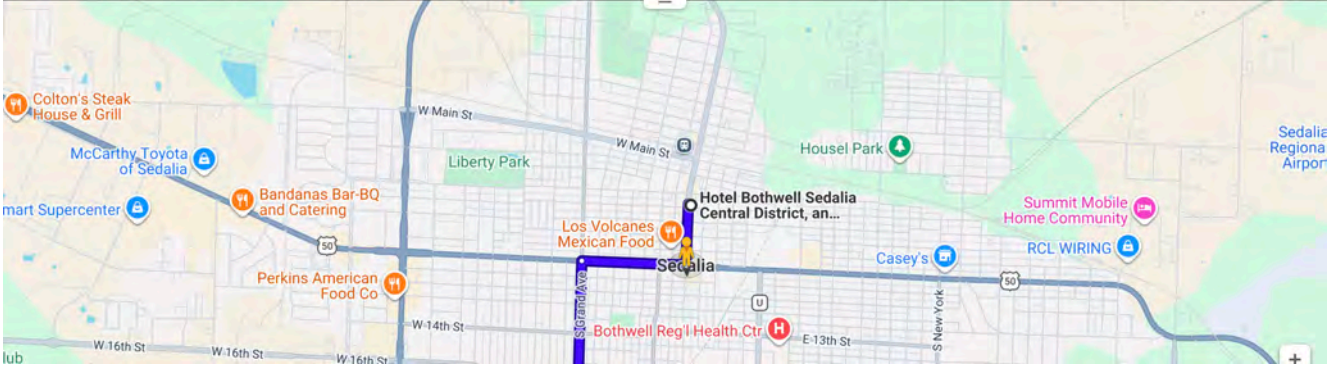 Colton's Steak
House & Grill
W Main St
McCarthy Toyota
of Sedalia
Liberty Park
W Main St
Housel Park
Sedalia
Regiona
Airport
mart Supercenter
Bandanas Bar-BQ
and Catering
Hotel Bothwell Sedalia
Central District, an...
Summit Mobile
Home Community
Los Volcanes
Mexican Food
RCL WIRING
50
Casey's
Sedalia
Perkins American
Food Co
50
S Grand Ave
U
W 14th St
Bothwell Reg'l Health Ctr
H
E 13th St
S New York
W 16th St
W 16th St
W 16th St
lub
+